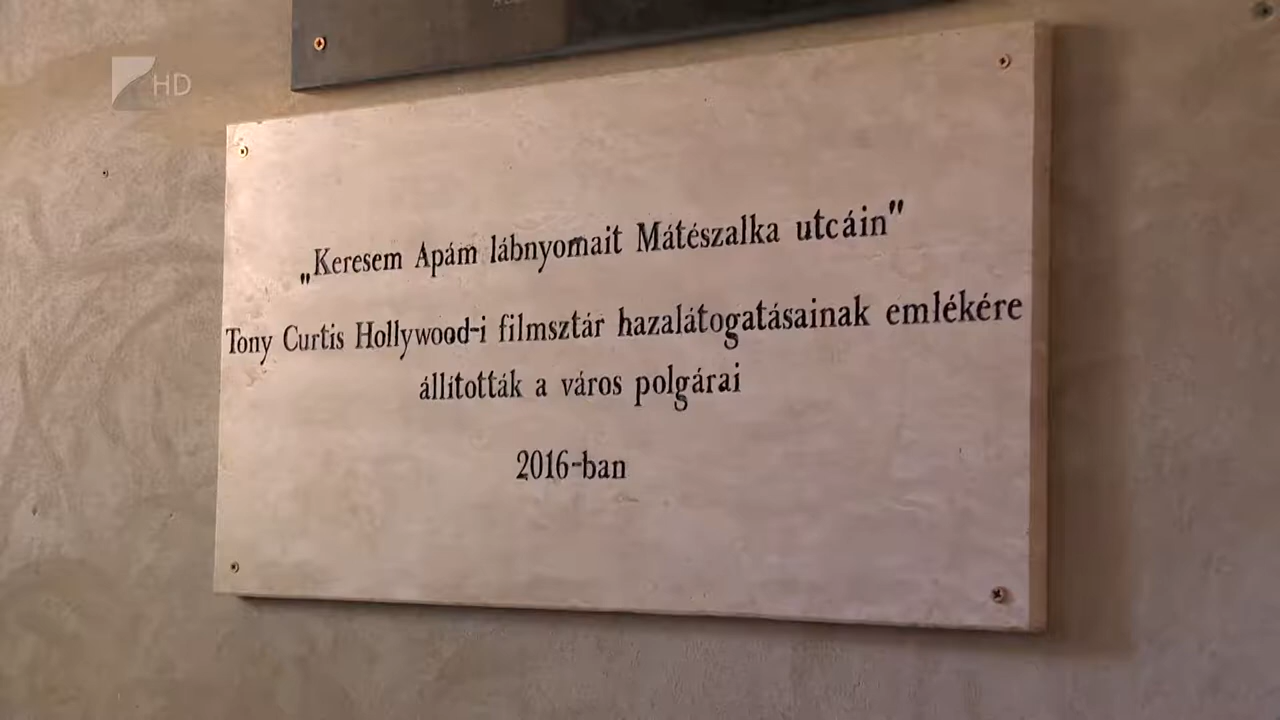 HD
„Keresem Apám lábnyomait Mátészalka utcáin"
Tony Curtis Hollywood-i filmsztár hazalátogatásainak emlékére
állították a város polgárai
2016-ban